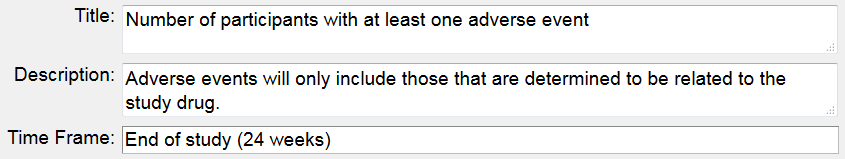 Title: Number of participants with at least one adverse event
Description: Adverse events will only include those that are determined to be related to the
study drug.
Time Frame: End of study (24 weeks)